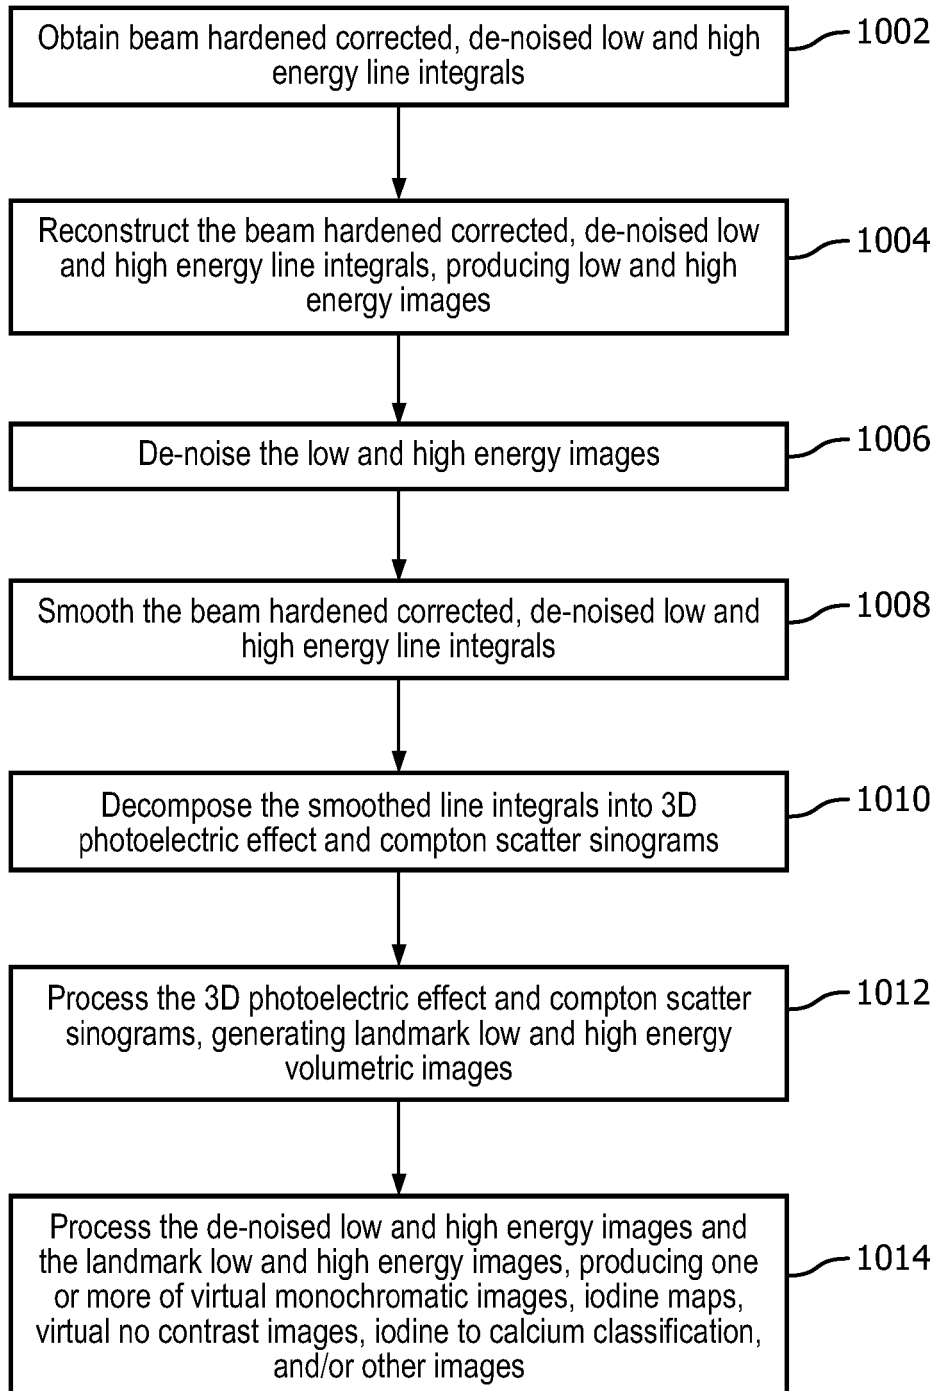 Obtain beam hardened corrected, de-noised low and high
energy line integrals
1002
Reconstruct the beam hardened corrected, de-noised low
and high energy line integrals, producing low and high
energy images
1004
De-noise the low and high energy images
1006
Smooth the beam hardened corrected, de-noised low and
high energy line integrals
1008
Decompose the smoothed line integrals into 3D
photoelectric effect and compton scatter sinograms
1010
Process the 3D photoelectric effect and compton scatter
sinograms, generating landmark low and high energy
volumetric images
1012
Process the de-noised low and high energy images and
the landmark low and high energy images, producing one
or more of virtual monochromatic images, iodine maps,
virtual no contrast images, iodine to calcium classification,
and/or other images
1014